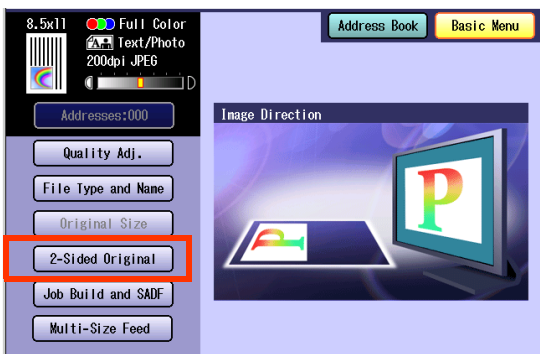 8.5x11 Full Color
Text/Photo
200dpi JPEG
Addresses:000
Quality Adj.
File Type and Name
Original Size
2-Sided Original
Job Build and SADF
Multi-Size Feed
Address Book
Basic Menu
Image Direction
P
P